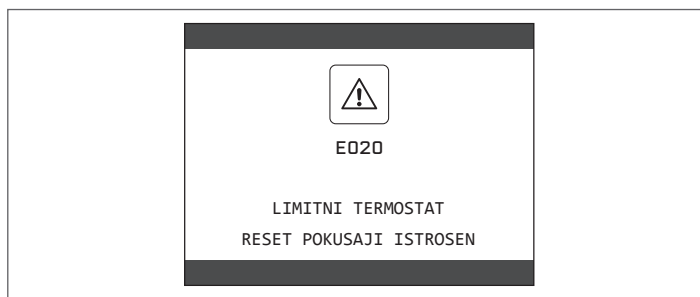 E020
LIMITNI TERMOSTAT
RESET POKUSAJI ISTROSEN